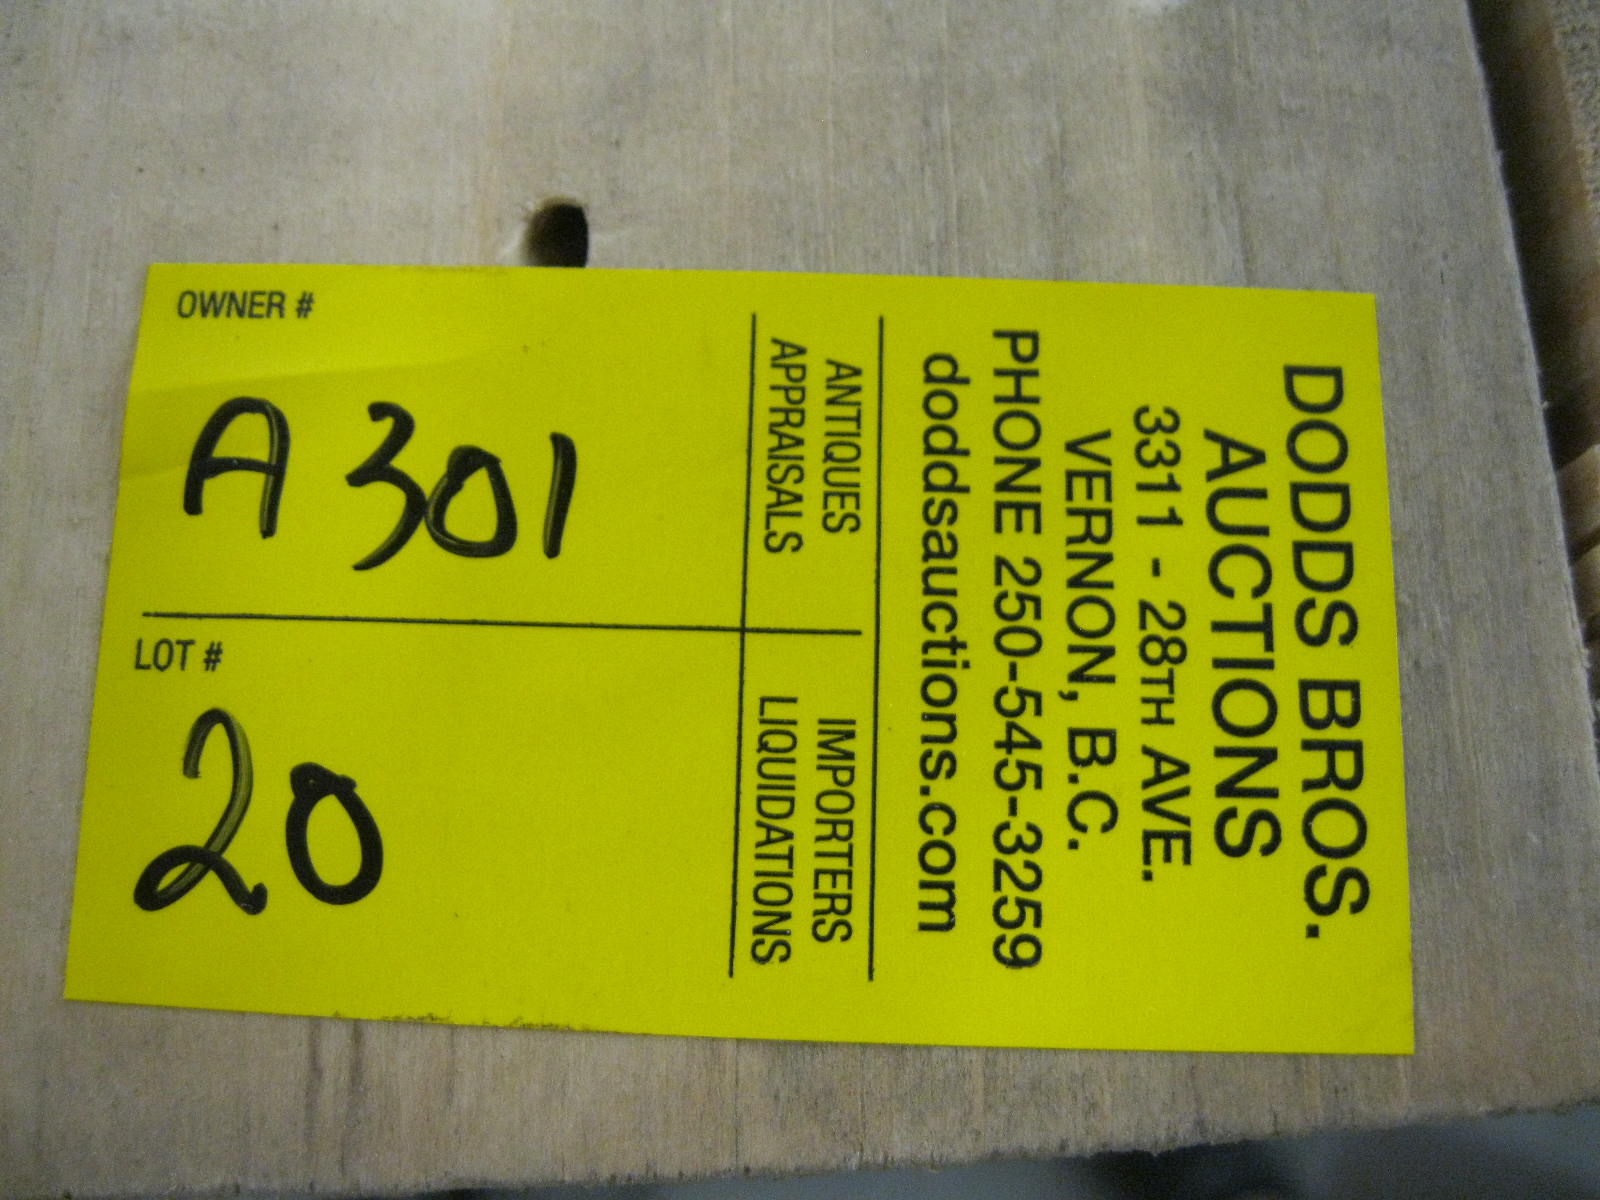 DODDS BROS.
AUCTIONS
3311 - 28TH AVE.
VERNON, B.C.
PHONE 250-545-3259
doddsauctions.com
ANTIQUES
APPRAISALS
IMPORTERS
LIQUIDATIONS
OWNER #
A 301
LOT #
20